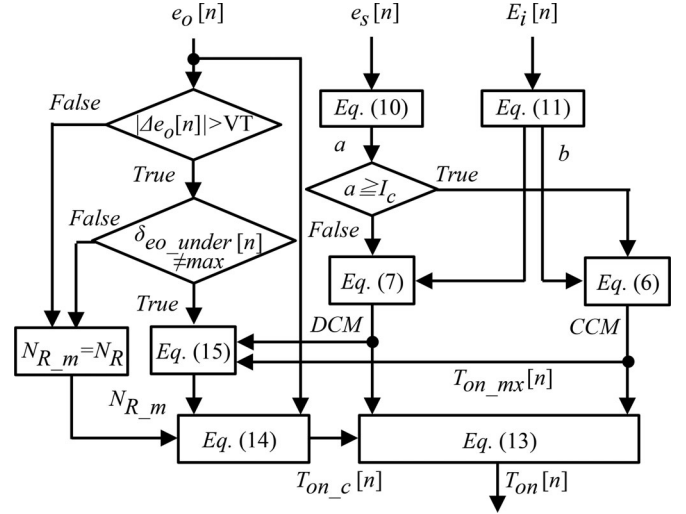 e_o[n] e_s[n] E_i[n]
False Eq. (10) Eq. (11)
|Δe_o[n]|>VT a b
True a≧I_c True
False δ_eo_under[n] ≠max False
Eq. (7) Eq. (6)
True DCM CCM
N_R_m=N_R Eq. (15)
T_on_mx[n]
N_R_m
Eq. (14) Eq. (13)
T_on_c[n] T_on[n]